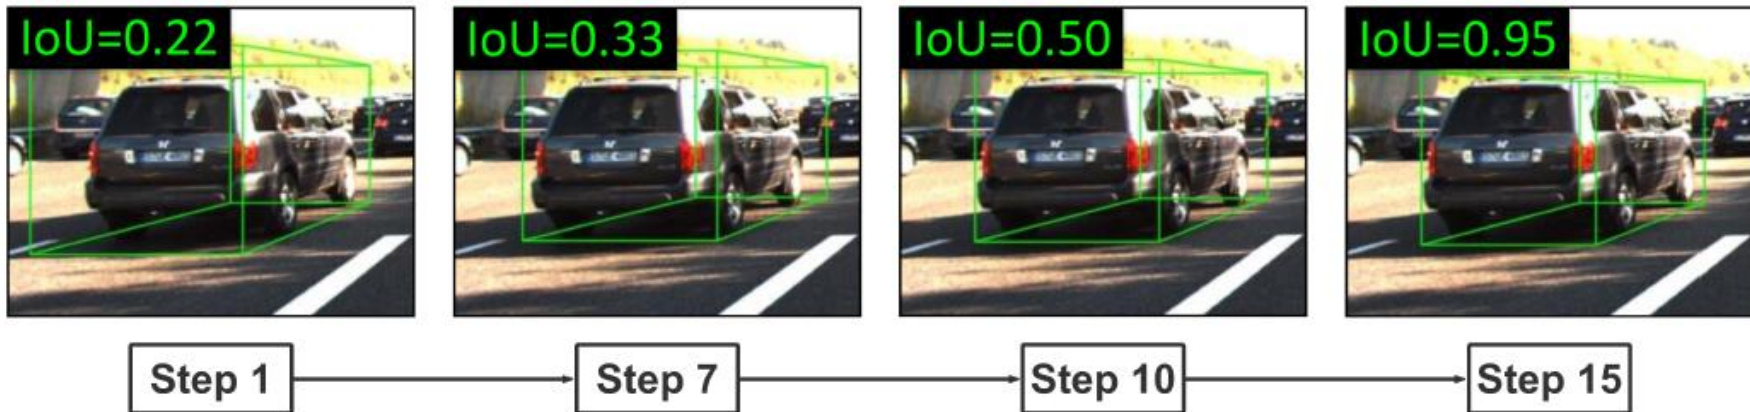 IoU=0.22
IoU=0.33
IoU=0.50
IoU=0.95
Step 1
Step 7
Step 10
Step 15